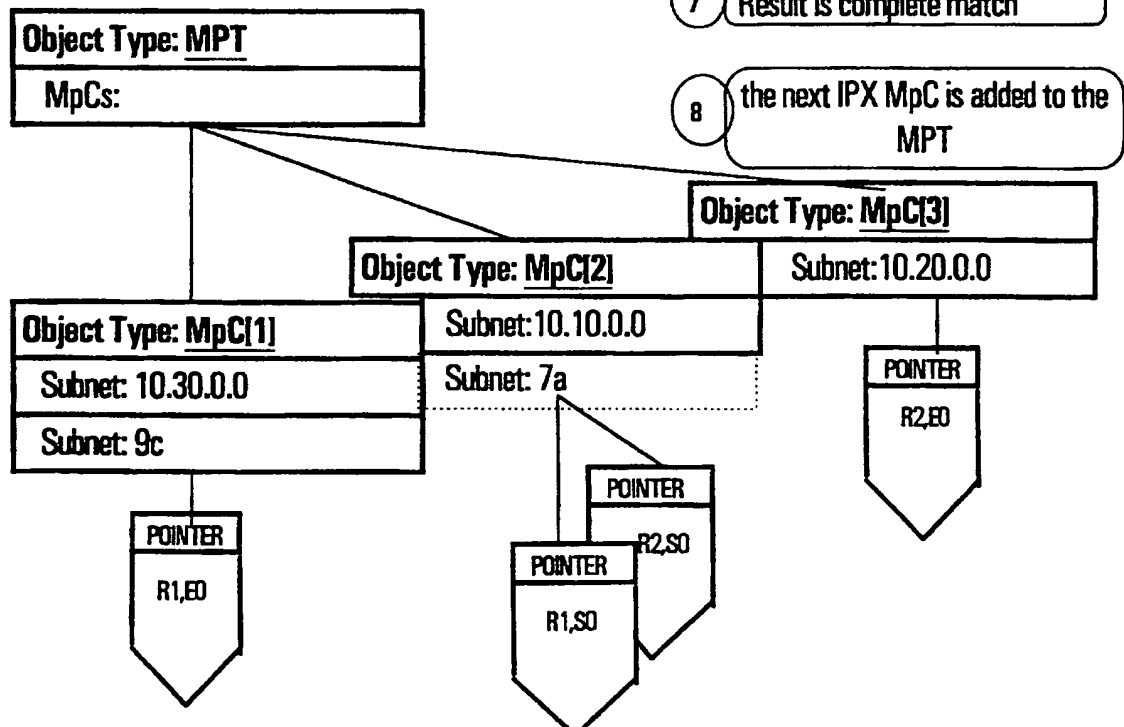 7 Result is complete match
Object Type: MPT
MpCs:
8 the next IPX MpC is added to the
MPT
Object Type: MpC[3]
Subnet:10.20.0.0
Object Type: MpC[2]
Subnet:10.10.0.0
Subnet: 7a
Object Type: MpC[1]
Subnet: 10.30.0.0
Subnet: 9c
POINTER
R2,E0
POINTER
R2,S0
POINTER
R1,E0
POINTER
R1,S0